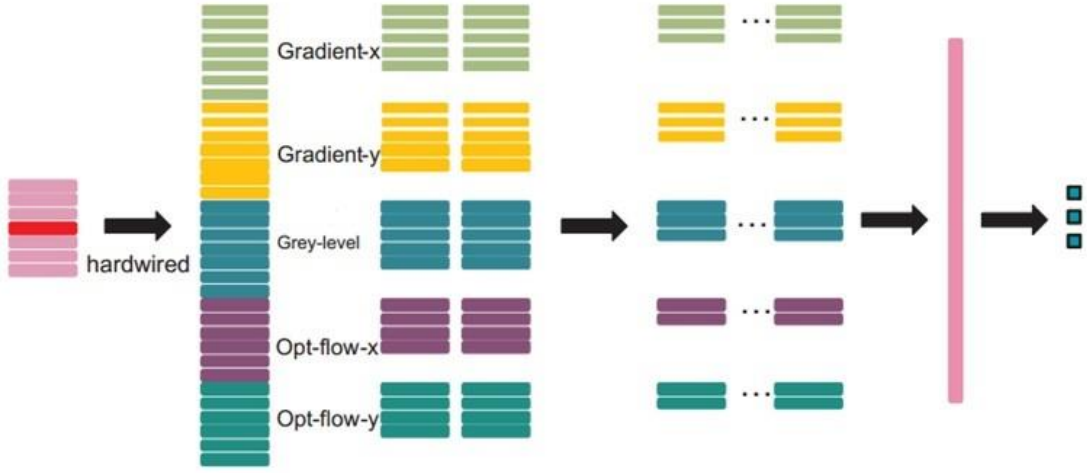 Gradient-x
Gradient-y
hardwired
Grey-level
Opt-flow-x
Opt-flow-y